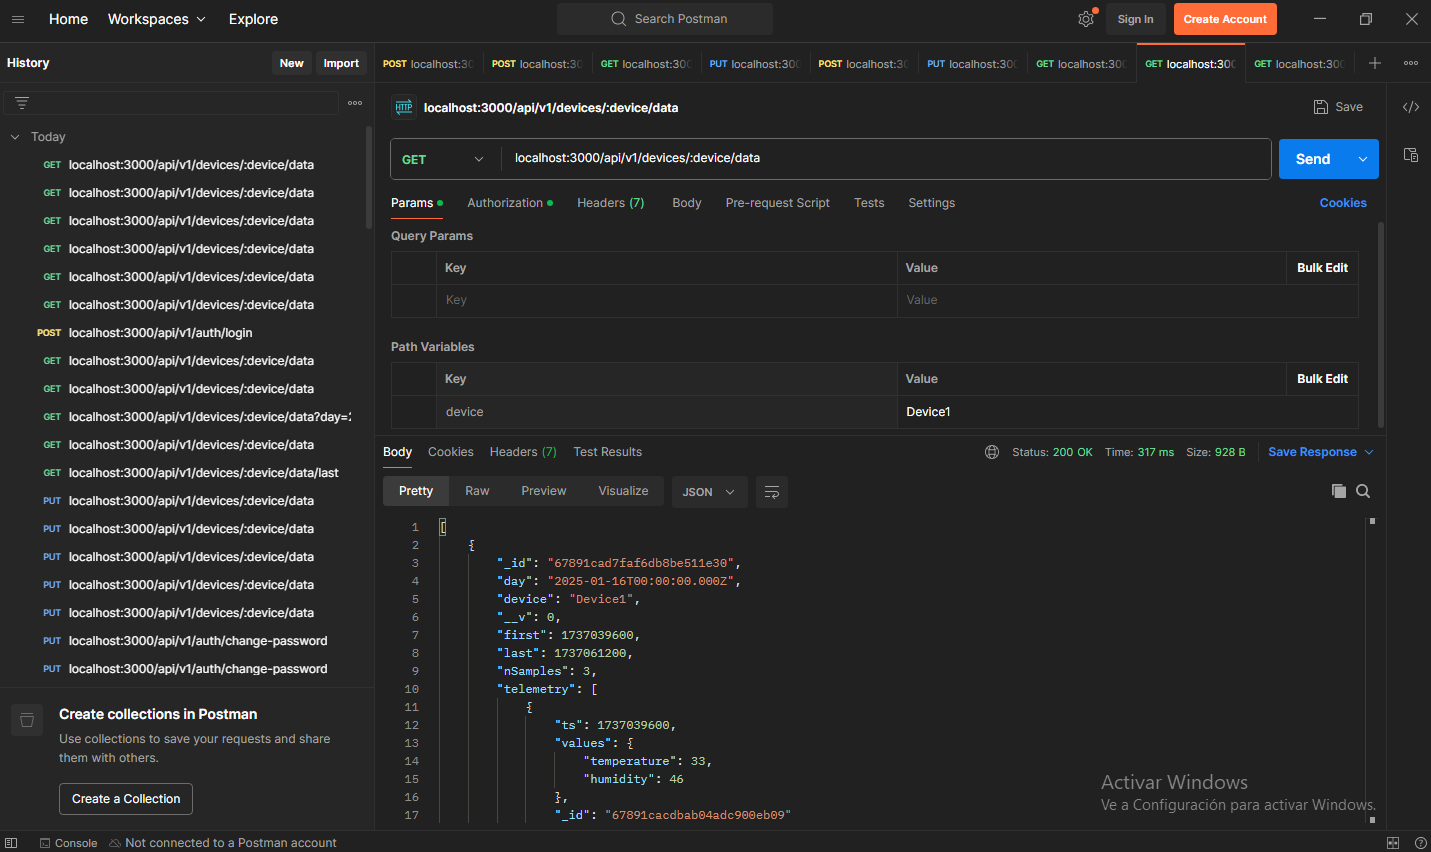 Home Workspaces Explore Search Postman Sign In Create Account
History New Import
POST localhost:30 POST localhost:30 GET localhost:300 PUT localhost:300 POST localhost:30 PUT localhost:300 GET localhost:300 GET localhost:300 GET localhost:300
HTTP localhost:3000/api/v1/devices/:device/data Save
GET localhost:3000/api/v1/devices/:device/data Send
Params Authorization Headers (7) Body Pre-request Script Tests Settings Cookies
Query Params
Key Value Bulk Edit
Key Value
Path Variables
Key Value Bulk Edit
device Device1
Today
GET localhost:3000/api/v1/devices/:device/data
GET localhost:3000/api/v1/devices/:device/data
GET localhost:3000/api/v1/devices/:device/data
GET localhost:3000/api/v1/devices/:device/data
GET localhost:3000/api/v1/devices/:device/data
GET localhost:3000/api/v1/devices/:device/data
POST localhost:3000/api/v1/auth/login
GET localhost:3000/api/v1/devices/:device/data
GET localhost:3000/api/v1/devices/:device/data
GET localhost:3000/api/v1/devices/:device/data?day=
GET localhost:3000/api/v1/devices/:device/data
GET localhost:3000/api/v1/devices/:device/data/last
PUT localhost:3000/api/v1/devices/:device/data
PUT localhost:3000/api/v1/devices/:device/data
PUT localhost:3000/api/v1/devices/:device/data
PUT localhost:3000/api/v1/devices/:device/data
PUT localhost:3000/api/v1/devices/:device/data
PUT localhost:3000/api/v1/auth/change-password
PUT localhost:3000/api/v1/auth/change-password
Create collections in Postman
Use collections to save your requests and share
them with others.
Create a Collection
Body Cookies Headers (7) Test Results Status: 200 OK Time: 317 ms Size: 928 B Save Response
Pretty Raw Preview Visualize JSON
1 [
2 {
3 "_id": "67891cad7faf6db8be511e30",
4 "day": "2025-01-16T00:00:00.000Z",
5 "device": "Device1",
6 "__v": 0,
7 "first": 1737039600,
8 "last": 1737061200,
9 "nSamples": 3,
10 "telemetry": [
11 {
12 "ts": 1737039600,
13 "values": {
14 "temperature": 33,
15 "humidity": 46
16 },
17 "_id": "67891cacdbab04adc900eb09"
Activar Windows
Ve a Configuración para activar Windows.
Console Not connected to a Postman account